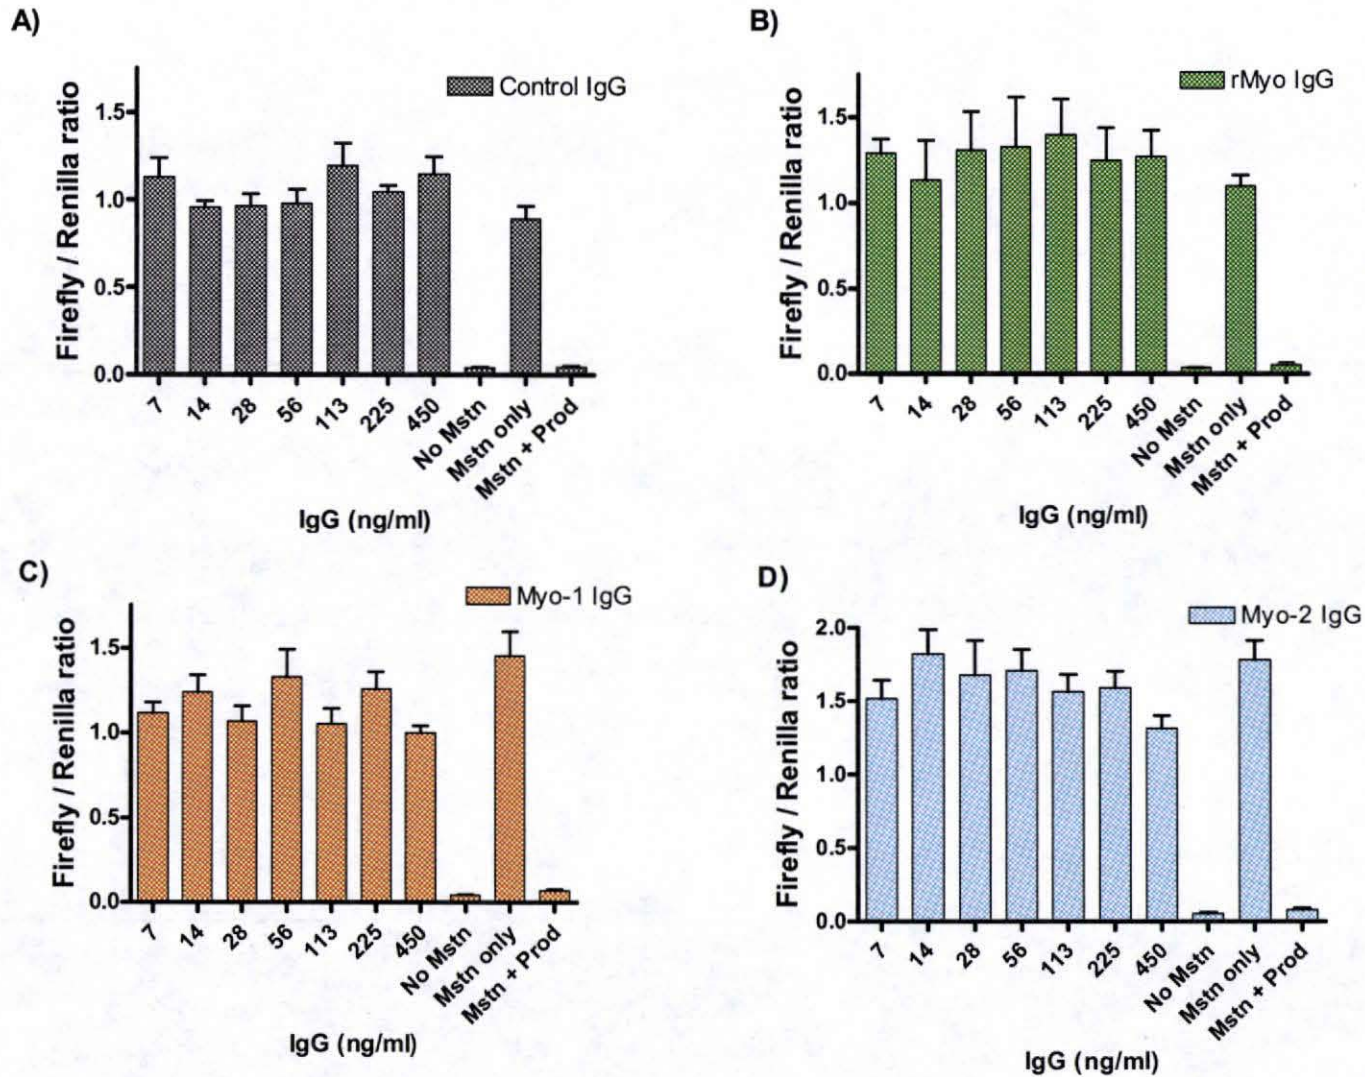 A)
Control IgG
Firefly / Renilla ratio
1.5
1.0
0.5
0.0
7
14
28
56
113
225
450
No Mstn
Mstn only
Mstn + Prod
IgG (ng/ml)
B)
rMyo IgG
Firefly / Renilla ratio
1.5
1.0
0.5
0.0
7
14
28
56
113
225
450
No Mstn
Mstn only
Mstn + Prod
IgG (ng/ml)
C)
Myo-1 IgG
Firefly / Renilla ratio
1.5
1.0
0.5
0.0
7
14
28
56
113
225
450
No Mstn
Mstn only
Mstn + Prod
IgG (ng/ml)
D)
Myo-2 IgG
Firefly / Renilla ratio
2.0
1.5
1.0
0.5
0.0
7
14
28
56
113
225
450
No Mstn
Mstn only
Mstn + Prod
IgG (ng/ml)